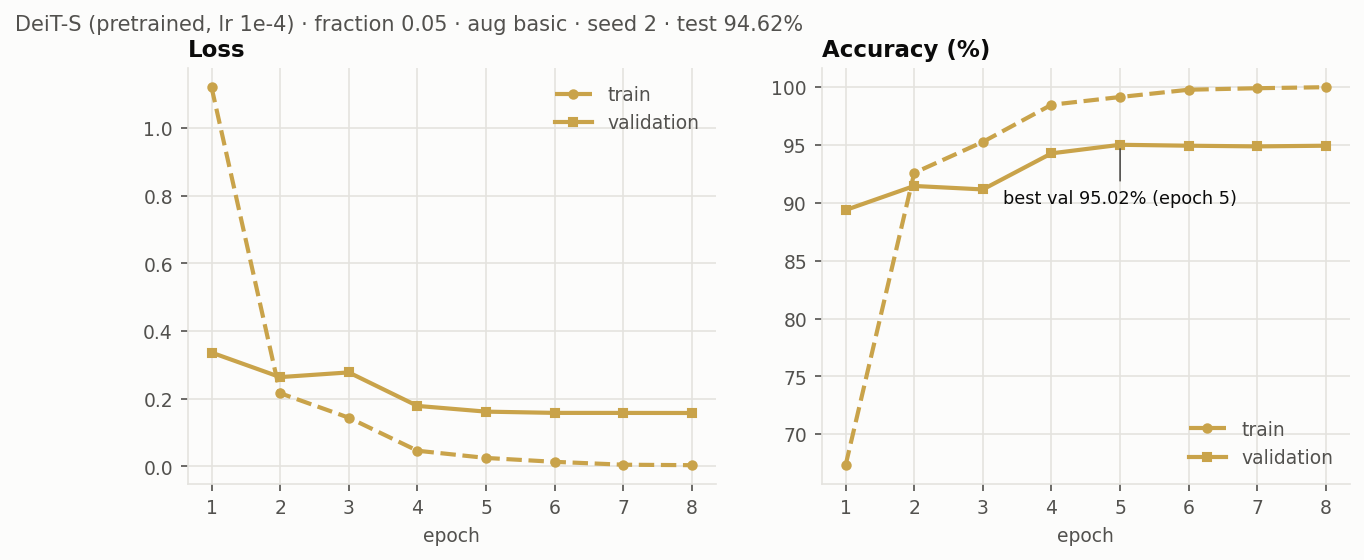 DeiT-S (pretrained, lr 1e-4) · fraction 0.05 · aug basic · seed 2 · test 94.62%
Loss
train
validation
1.0
0.8
0.6
0.4
0.2
0.0
1 2 3 4 5 6 7 8
epoch
Accuracy (%)
100
95
90
85
80
75
70
best val 95.02% (epoch 5)
train
validation
1 2 3 4 5 6 7 8
epoch